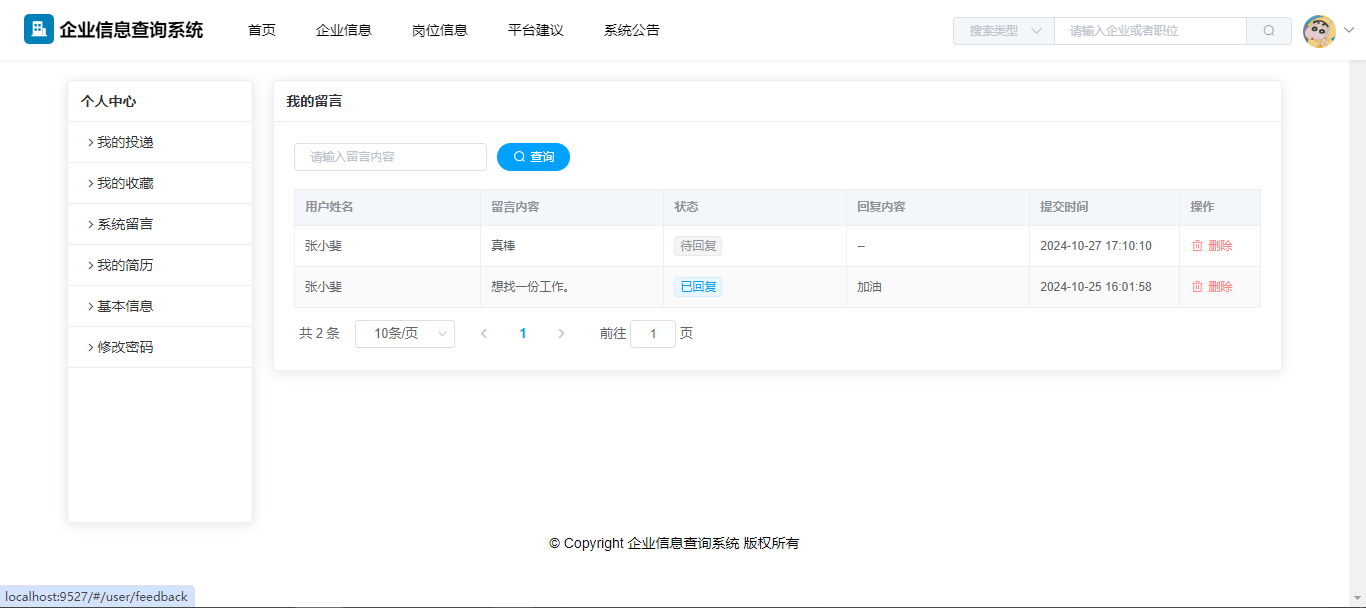 企业信息查询系统 首页 企业信息 岗位信息 平台建议 系统公告 搜索类型 请输入企业或者职位
个人中心
我的投递
我的收藏
系统留言
我的简历
基本信息
修改密码
我的留言
请输入留言内容 查询
用户姓名 留言内容 状态 回复内容 提交时间 操作
张小斐 真棒 待回复 -- 2024-10-27 17:10:10 删除
张小斐 想找一份工作。 已回复 加油 2024-10-25 16:01:58 删除
共 2 条 10条/页 1 前往 1 页
© Copyright 企业信息查询系统 版权所有
localhost:9527/#/user/feedback